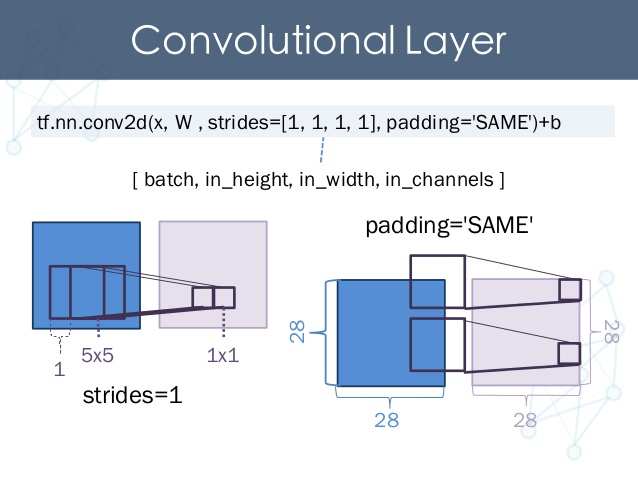 Convolutional Layer
tf.nn.conv2d(x, W , strides=[1, 1, 1, 1], padding='SAME')+b
[ batch, in_height, in_width, in_channels ]
padding='SAME'
1
5x5
1x1
strides=1
28
28
28
28